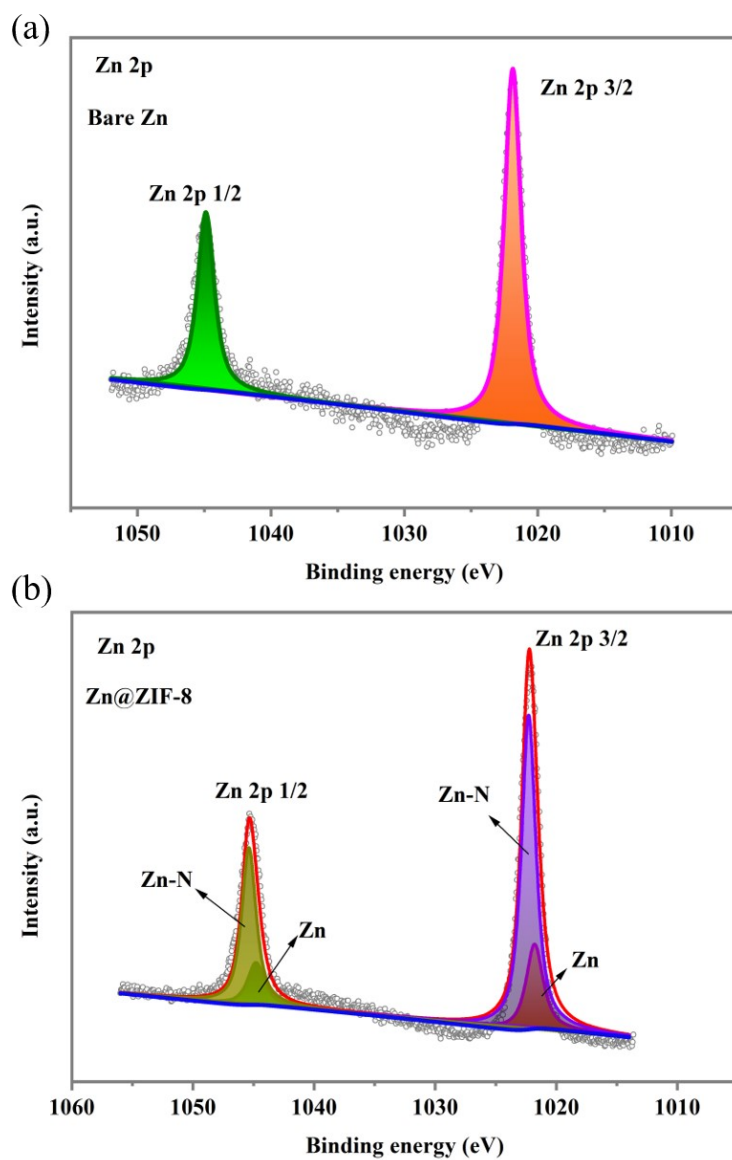 (a)
Zn 2p
Bare Zn
Zn 2p 3/2
Zn 2p 1/2
Intensity (a.u.)
1050 1040 1030 1020 1010
Binding energy (eV)
(b)
Zn 2p
Zn@ZIF-8
Zn 2p 3/2
Zn 2p 1/2
Zn-N
Zn-N
Zn
Zn
Intensity (a.u.)
1060 1050 1040 1030 1020 1010
Binding energy (eV)